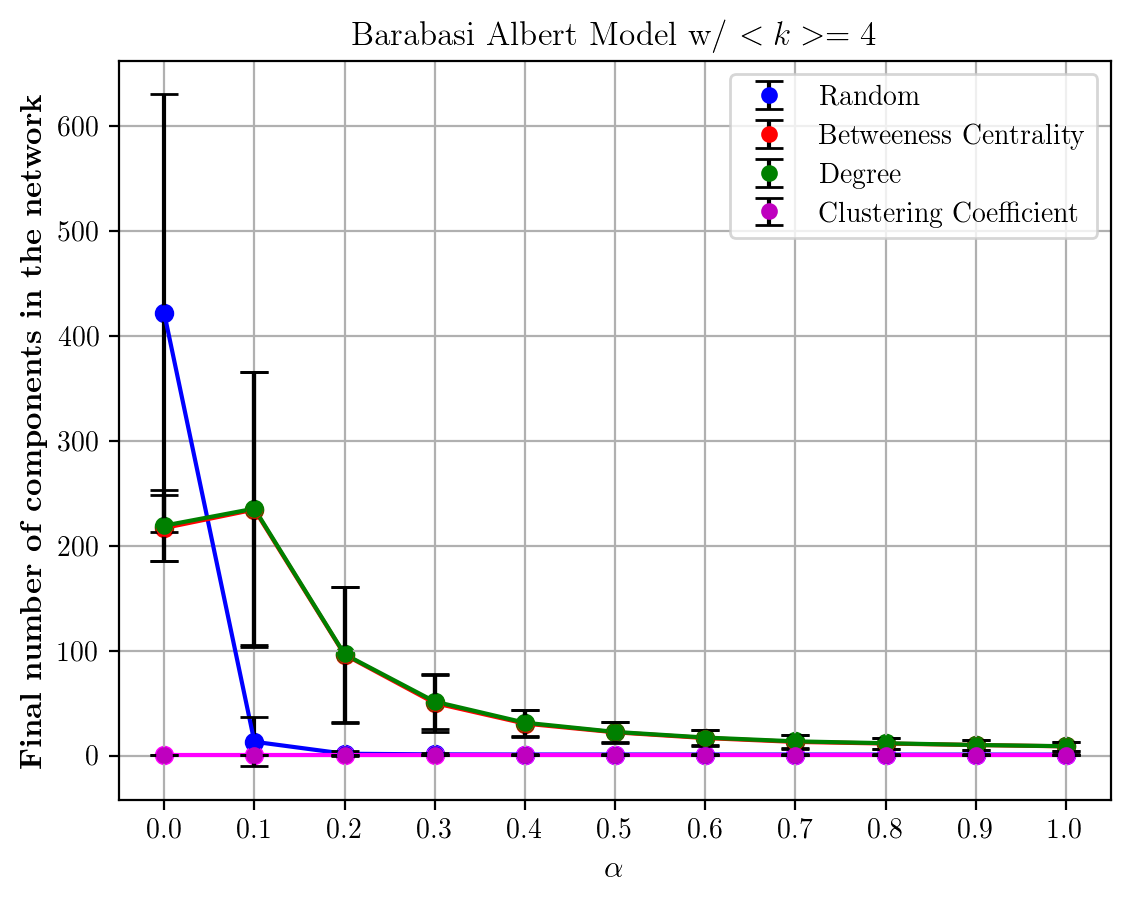 Barabasi Albert Model w/ < k >= 4
Random
Betweeness Centrality
Degree
Clustering Coefficient
Final number of components in the network
600
500
400
300
200
100
0
0.0 0.1 0.2 0.3 0.4 0.5 0.6 0.7 0.8 0.9 1.0
α